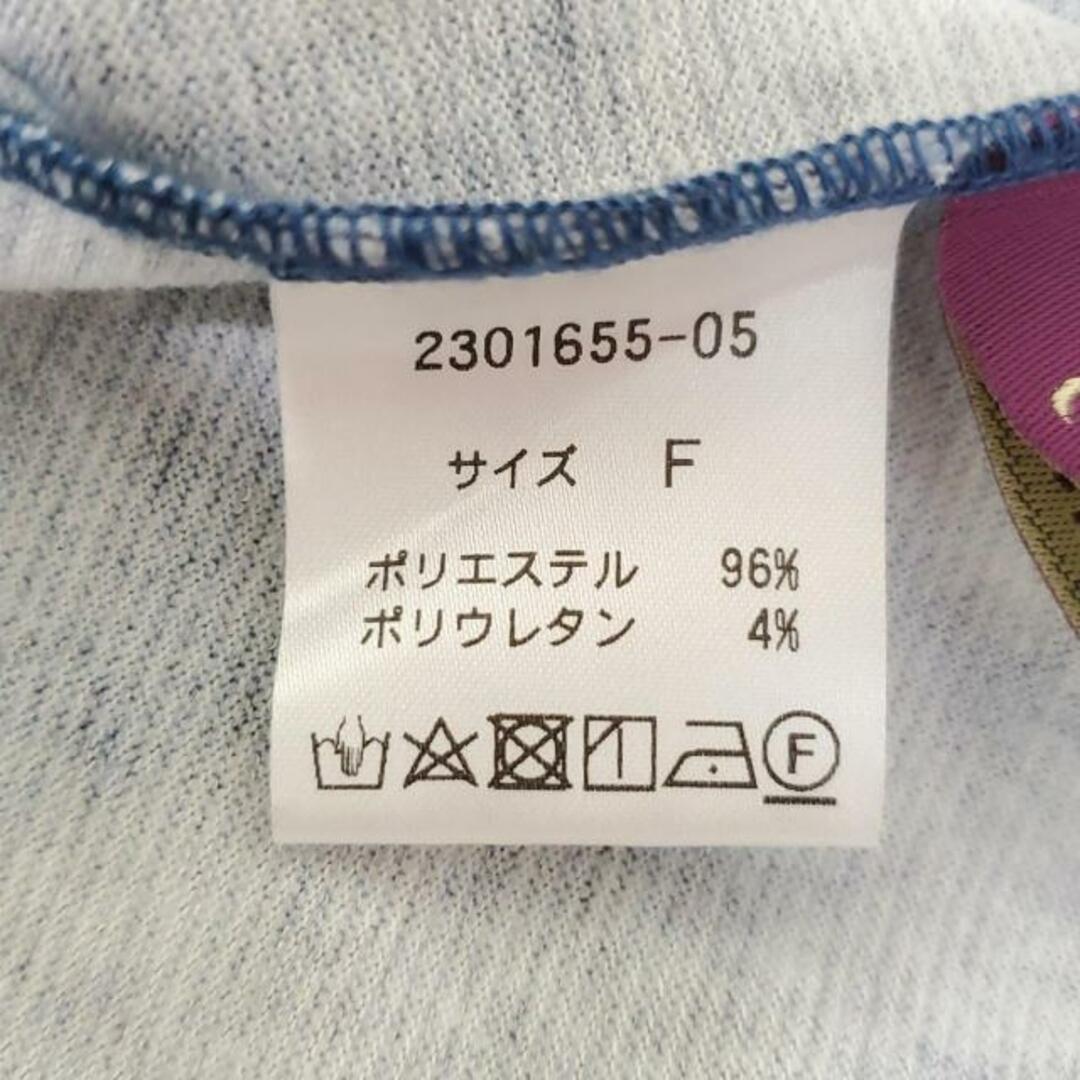 2301655-05
サイズ F
ポリエステル 96%
ポリウレタン 4%
F